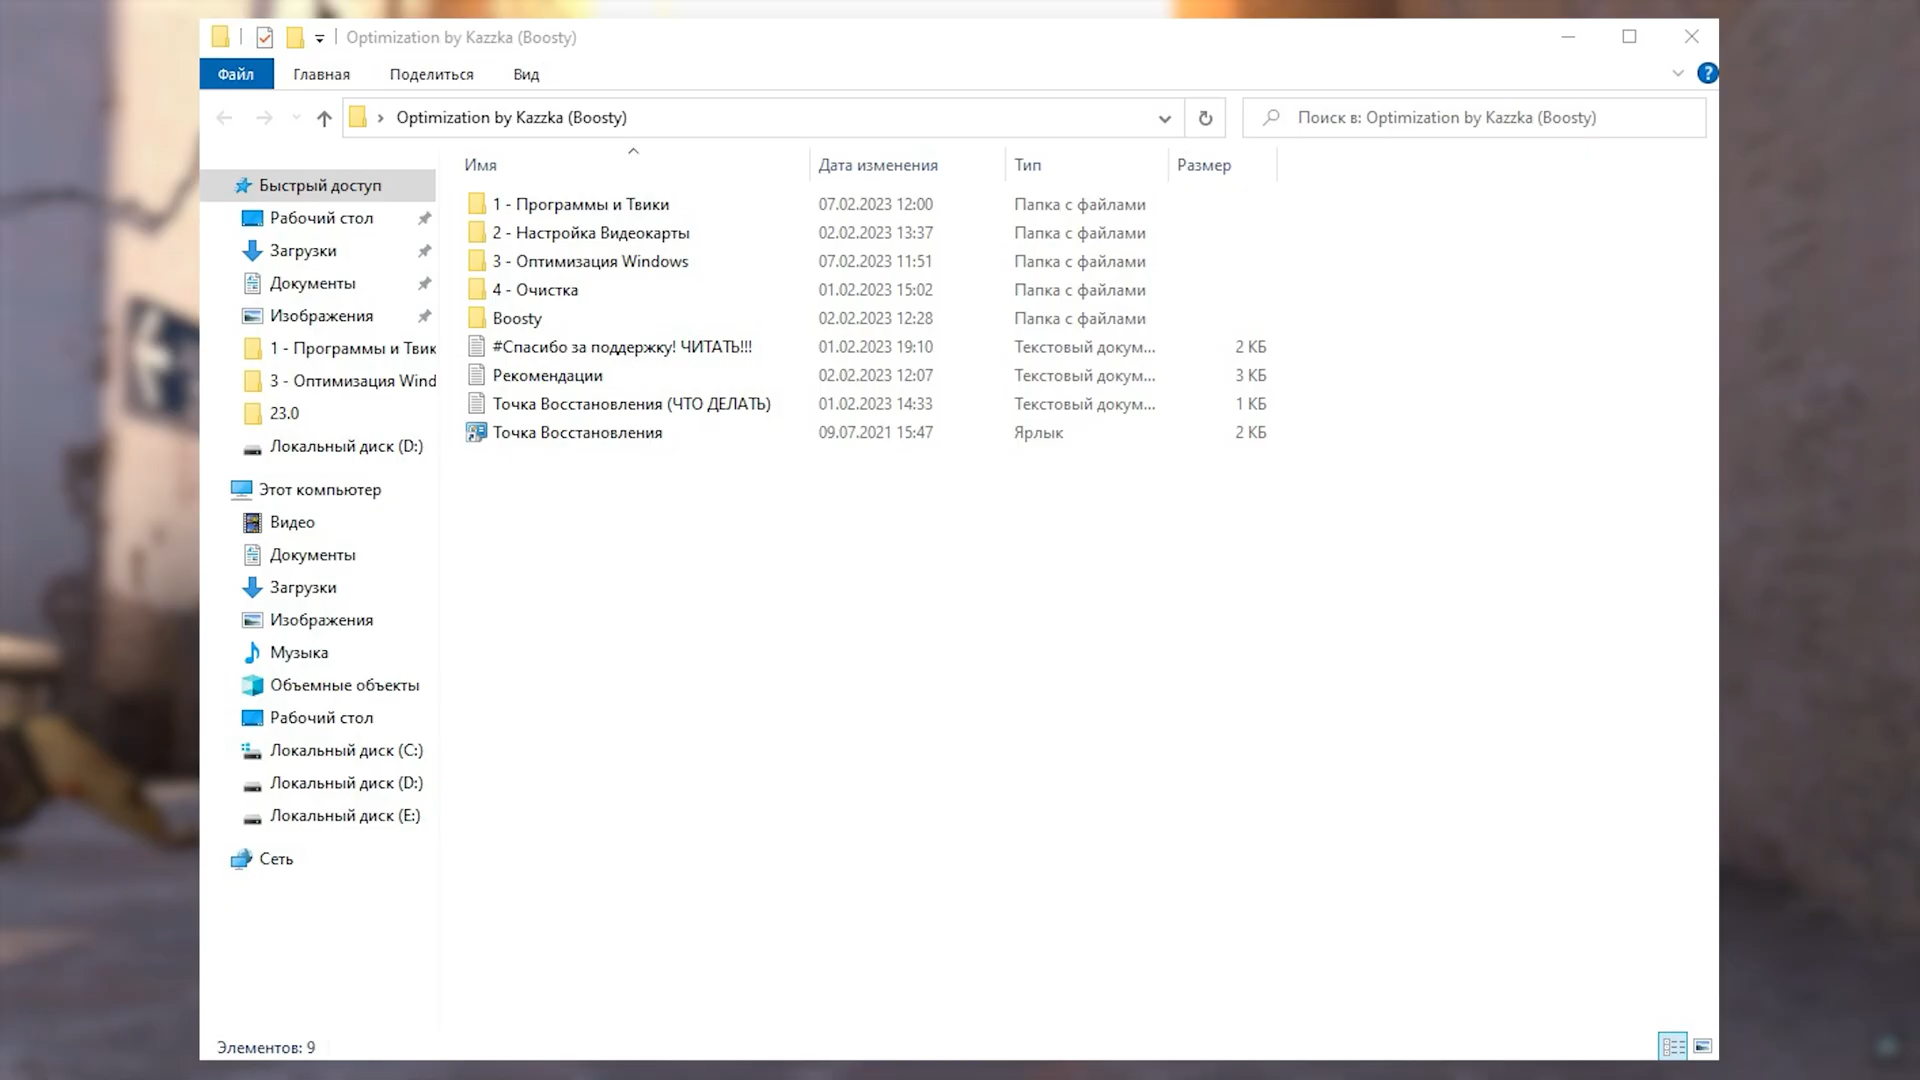 Optimization by Kazzka (Boosty)
Файл Главная Поделиться Вид
Optimization by Kazzka (Boosty)
Поиск в: Optimization by Kazzka (Boosty)
Быстрый доступ
Рабочий стол
Загрузки
Документы
Изображения
1 - Программы и Твик
3 - Оптимизация Wind
23.0
Локальный диск (D:)
Этот компьютер
Видео
Документы
Загрузки
Изображения
Музыка
Объемные объекты
Рабочий стол
Локальный диск (C:)
Локальный диск (D:)
Локальный диск (E:)
Сеть
Имя Дата изменения Тип Размер
1 - Программы и Твики 07.02.2023 12:00 Папка с файлами
2 - Настройка Видеокарты 02.02.2023 13:37 Папка с файлами
3 - Оптимизация Windows 07.02.2023 11:51 Папка с файлами
4 - Очистка 01.02.2023 15:02 Папка с файлами
Boosty 02.02.2023 12:28 Папка с файлами
#Спасибо за поддержку! ЧИТАТЬ!!! 01.02.2023 19:10 Текстовый докум... 2 КБ
Рекомендации 02.02.2023 12:07 Текстовый докум... 3 КБ
Точка Восстановления (ЧТО ДЕЛАТЬ) 01.02.2023 14:33 Текстовый докум... 1 КБ
Точка Восстановления 09.07.2021 15:47 Ярлык 2 КБ
Элементов: 9